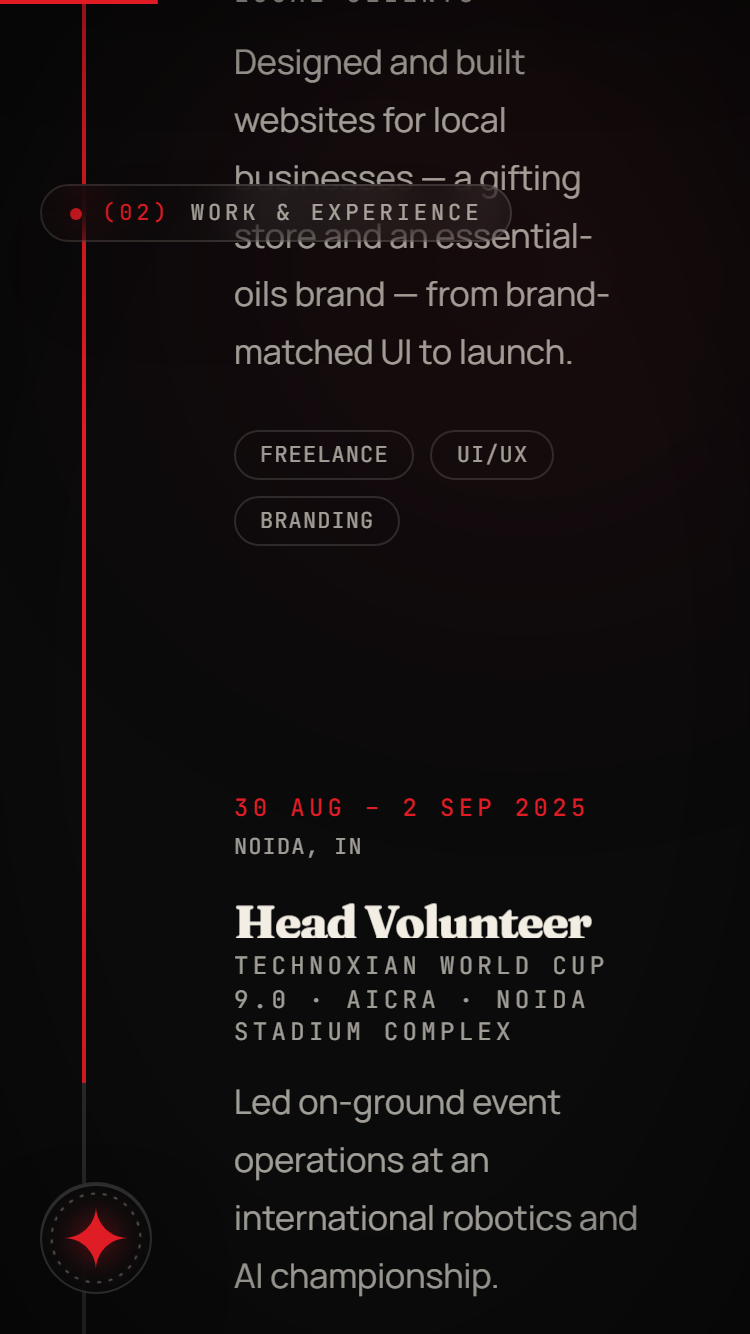 Designed and built
websites for local
businesses — a gifting
(02) WORK & EXPERIENCE
store and an essential-
oils brand — from brand-
matched UI to launch.
FREELANCE
UI/UX
BRANDING
30 AUG – 2 SEP 2025
NOIDA, IN
Head Volunteer
TECHNOXIAN WORLD CUP
9.0 · AICRA · NOIDA
STADIUM COMPLEX
Led on-ground event
operations at an
international robotics and
AI championship.